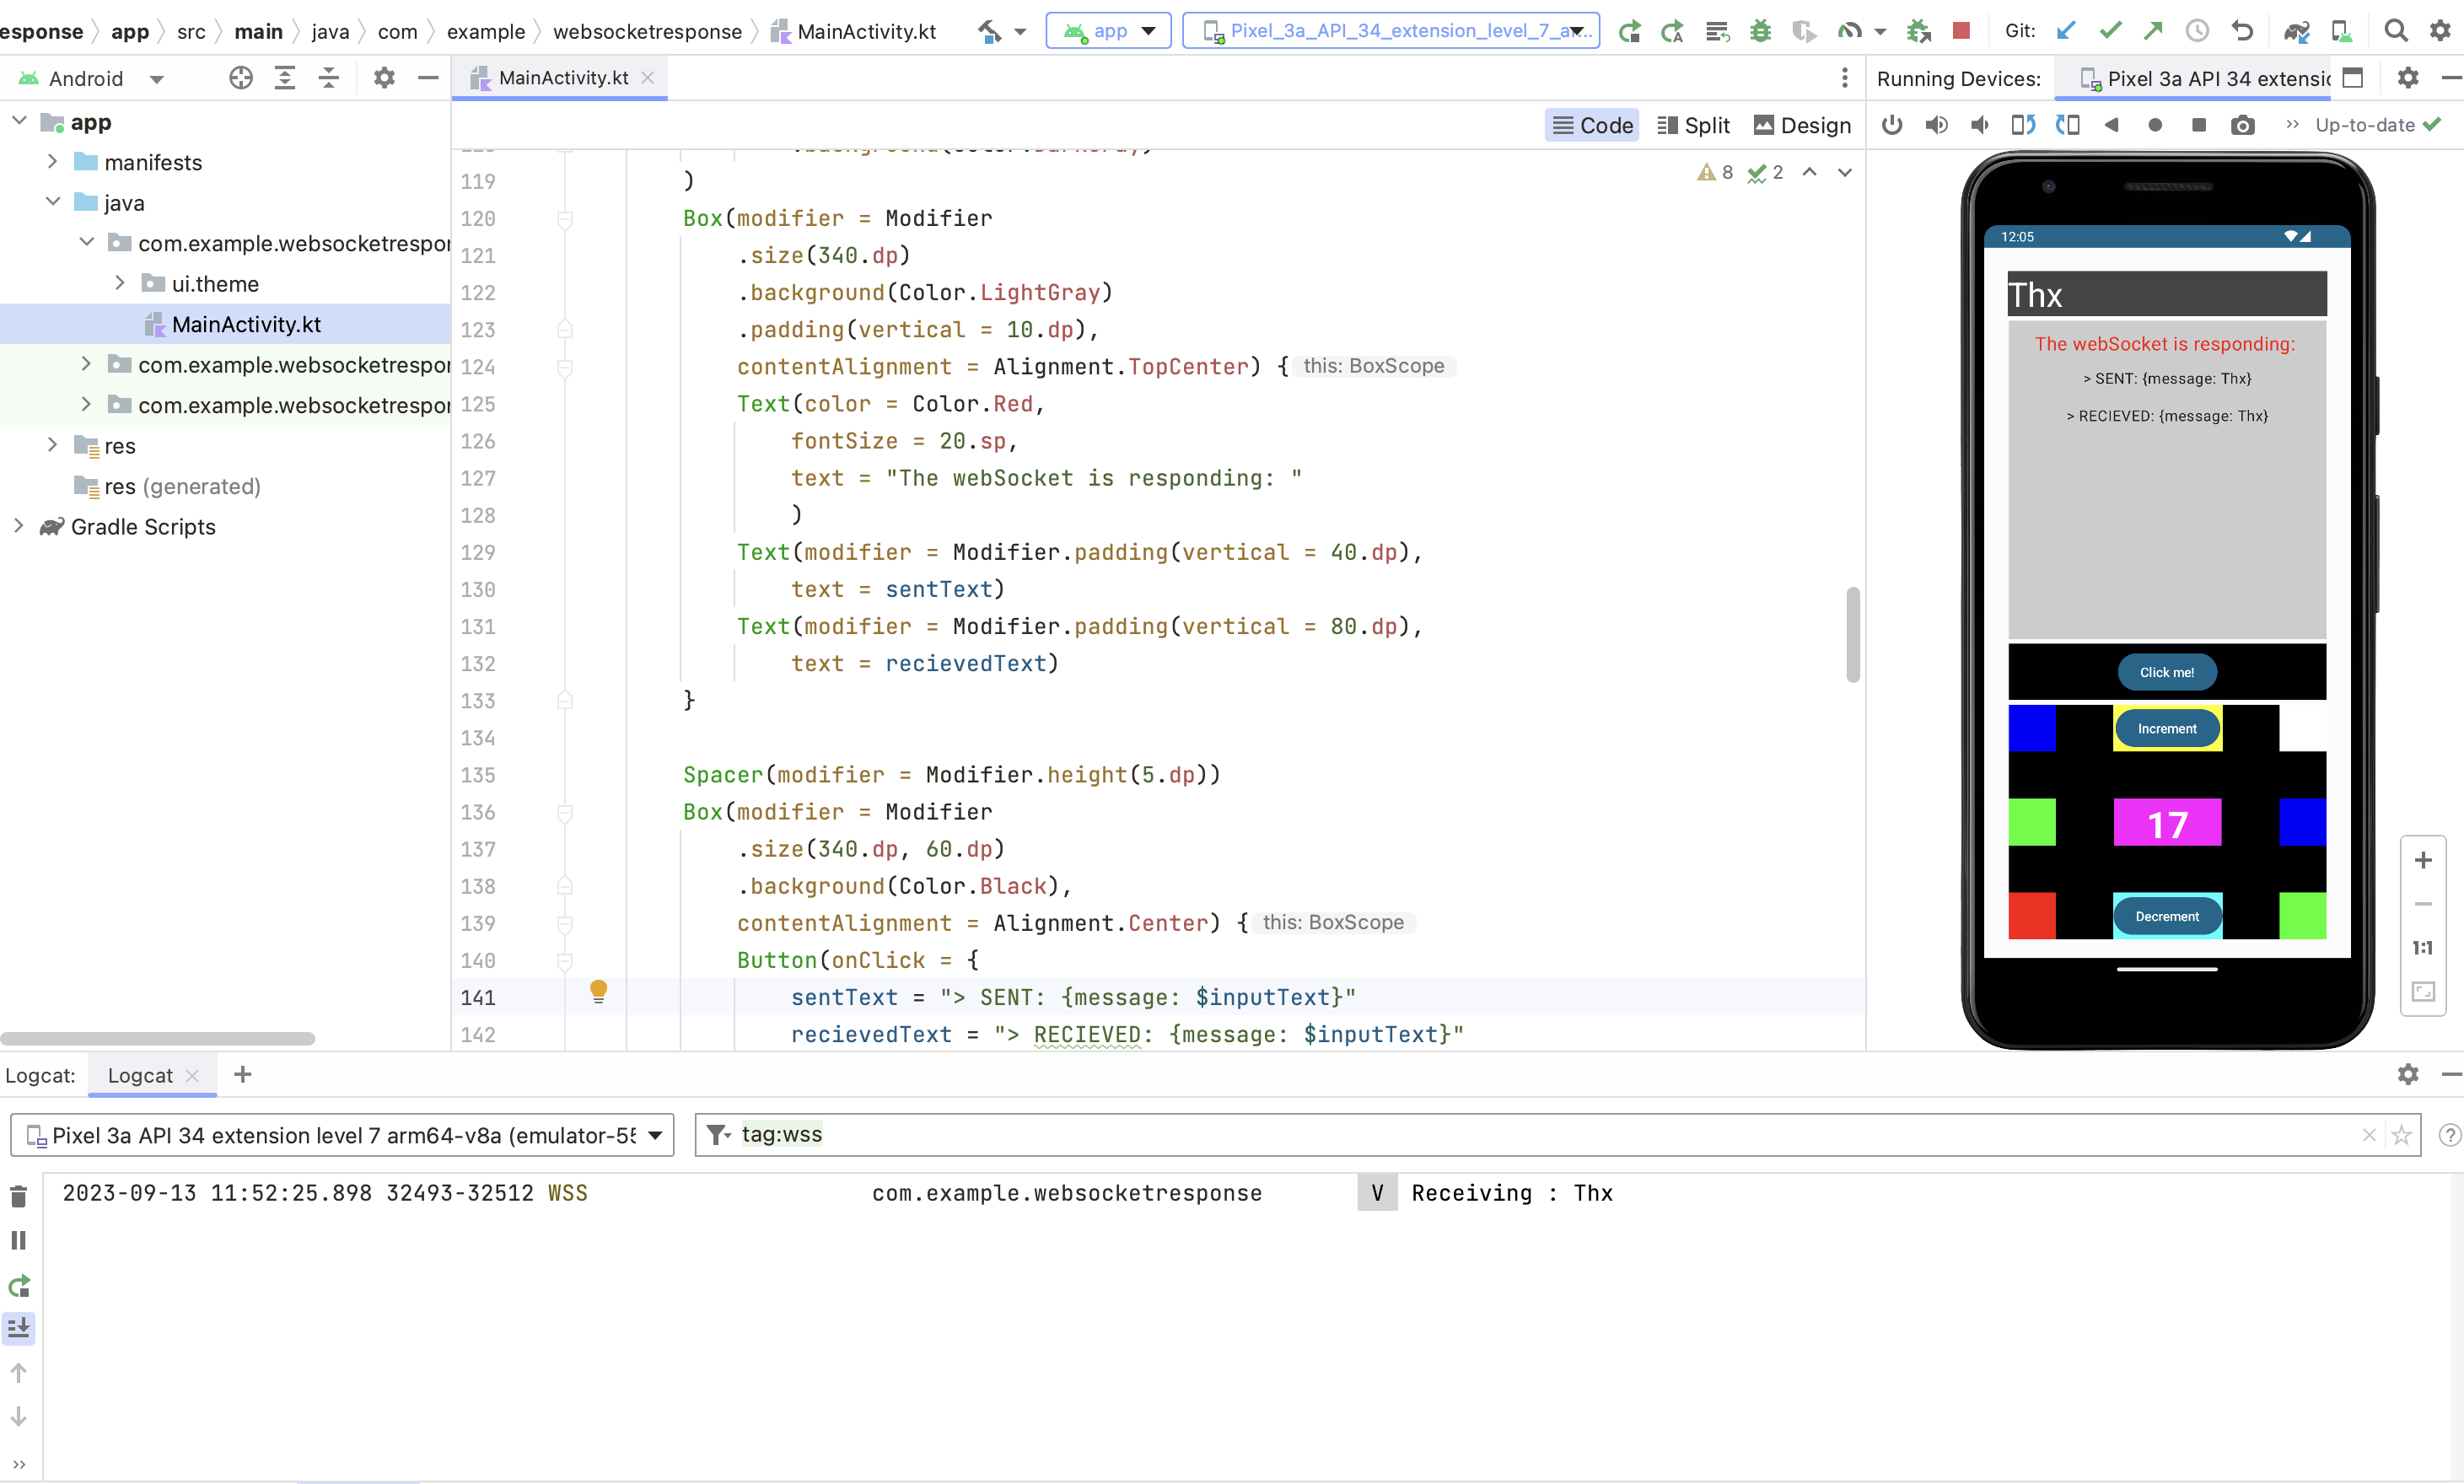 esponse app src main java com example websocketresponse MainActivity.kt app Pixel_3a_API_34_extension_level_7_ar... Git:
Android
MainActivity.kt
Running Devices: Pixel 3a API 34 extensio
Code Split Design
Up-to-date
app
manifests
java
com.example.websocketrespor
ui.theme
MainActivity.kt
com.example.websocketrespor
com.example.websocketrespor
res
res (generated)
Gradle Scripts
8 2
119 )
120 Box(modifier = Modifier
121 .size(340.dp)
122 .background(Color.LightGray)
123 .padding(vertical = 10.dp),
124 contentAlignment = Alignment.TopCenter) { this: BoxScope
125 Text(color = Color.Red,
126 fontSize = 20.sp,
127 text = "The webSocket is responding: "
128 )
129 Text(modifier = Modifier.padding(vertical = 40.dp),
130 text = sentText)
131 Text(modifier = Modifier.padding(vertical = 80.dp),
132 text = recievedText)
133 }
134
135 Spacer(modifier = Modifier.height(5.dp))
136 Box(modifier = Modifier
137 .size(340.dp, 60.dp)
138 .background(Color.Black),
139 contentAlignment = Alignment.Center) { this: BoxScope
140 Button(onClick = {
141 sentText = "> SENT: {message: $inputText}"
142 recievedText = "> RECIEVED: {message: $inputText}"
12:05
Thx
The webSocket is responding:
> SENT: {message: Thx}
> RECIEVED: {message: Thx}
Click me!
Increment
17
Decrement
1:1
Logcat: Logcat
Pixel 3a API 34 extension level 7 arm64-v8a (emulator-55
tag:wss
2023-09-13 11:52:25.898 32493-32512 WSS com.example.websocketresponse V Receiving : Thx